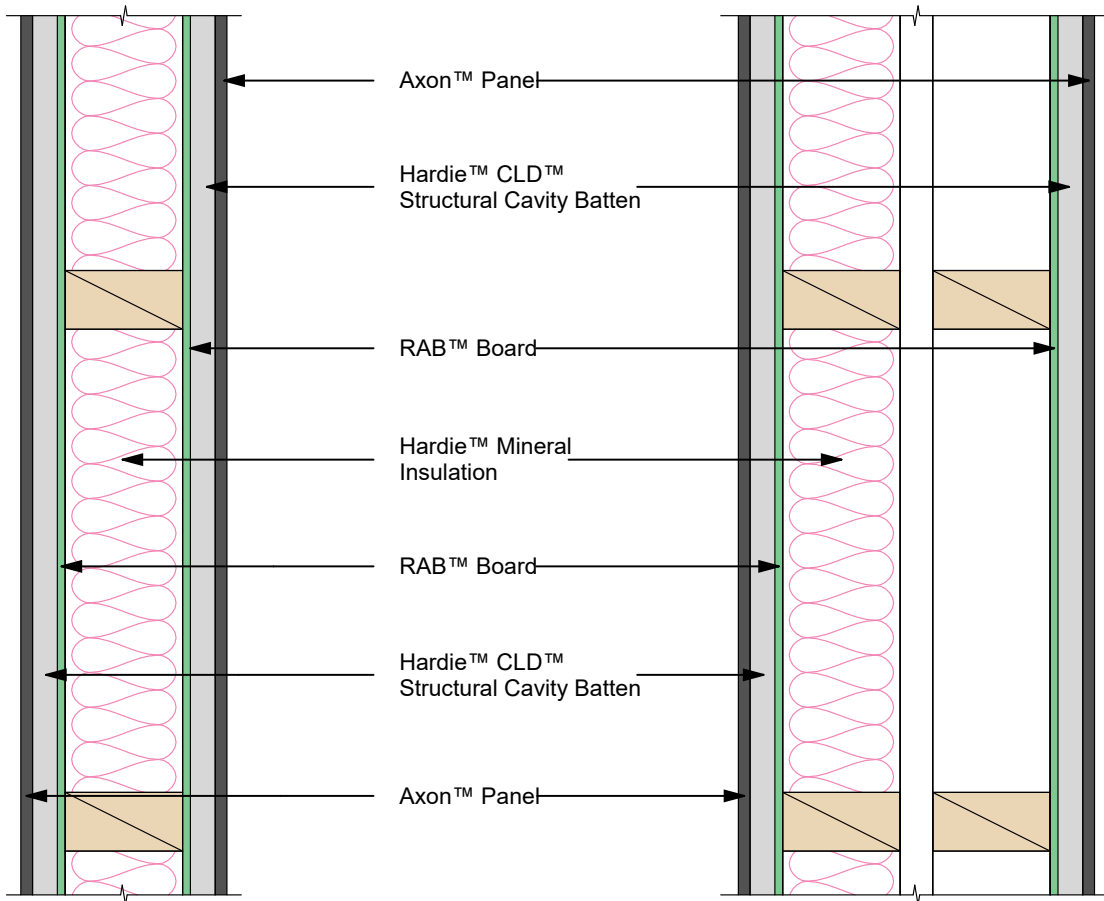 Axon™ Panel
Hardie™ CLD™
Structural Cavity Batten
RAB™ Board
Hardie™ Mineral
Insulation
RAB™ Board
Hardie™ CLD™
Structural Cavity Batten
Axon™ Panel